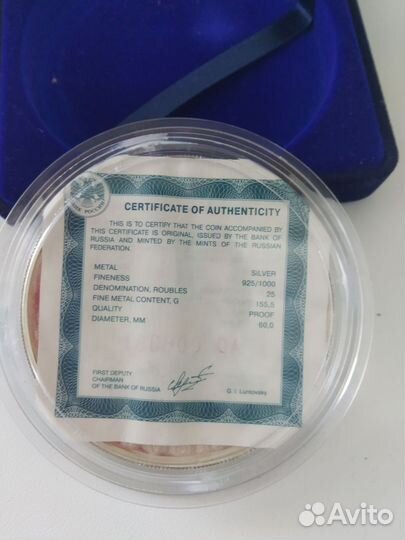 CERTIFICATE OF AUTHENTICITY
THIS IS TO CERTIFY THAT THE COIN ACCOMPANIED BY
THIS CERTIFICATE IS ORIGINAL, ISSUED BY THE BANK OF
RUSSIA AND MINTED BY THE MINTS OF THE RUSSIAN
FEDERATION.
METAL SILVER
FINENESS 925/1000
DENOMINATION, ROUBLES 25
FINE METAL CONTENT, G 155,5
QUALITY PROOF
DIAMETER, MM 60,0
FIRST DEPUTY
CHAIRMAN
OF THE BANK OF RUSSIA G. I. Luntovsky
Avito